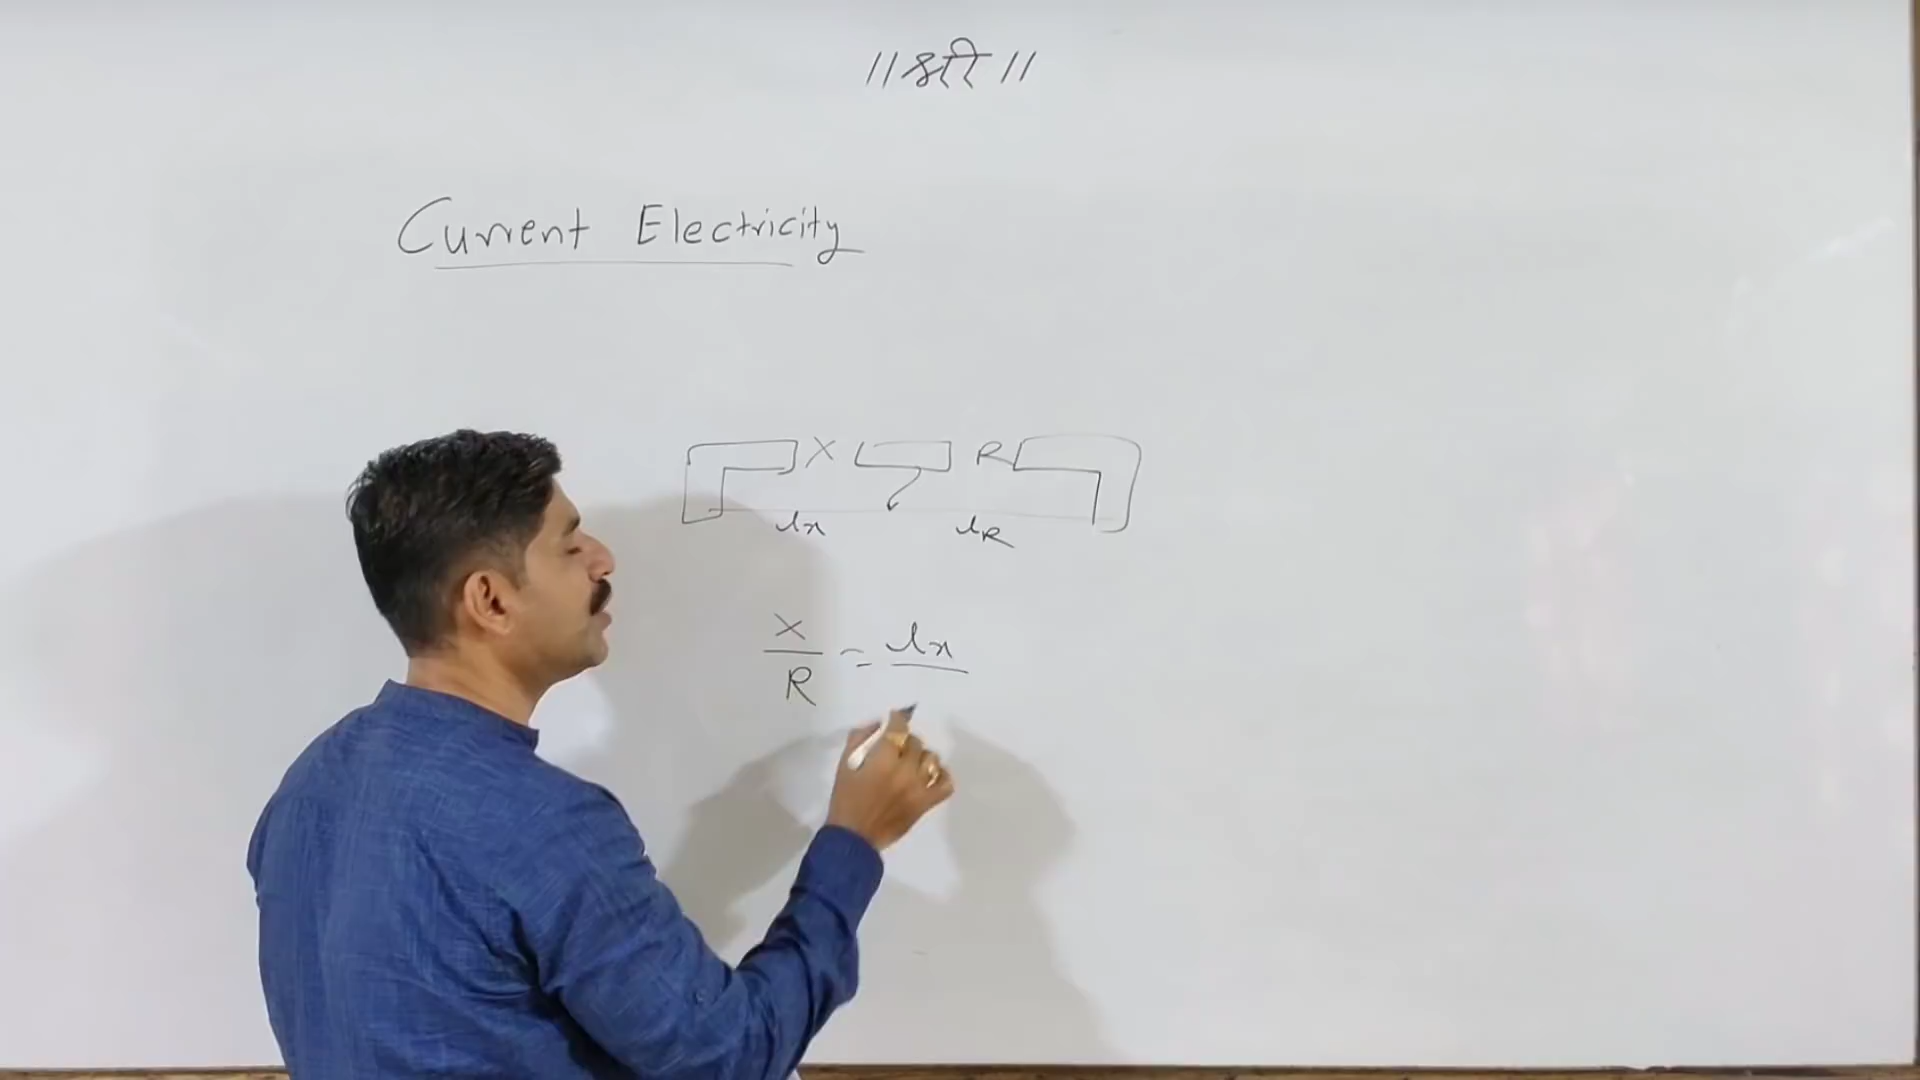 ||श्री||
Current Electricity
X R
lx lR
X/R = lx